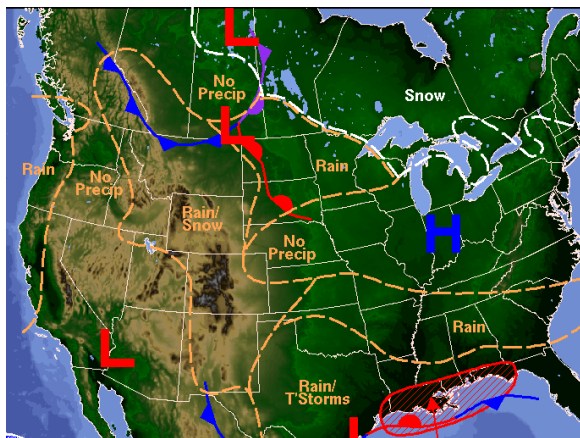 L
No
Precip
Snow
L
Rain
Rain
No
Precip
Rain/
Snow
H
No
Precip
Rain
L
Rain/
T'Storms
L